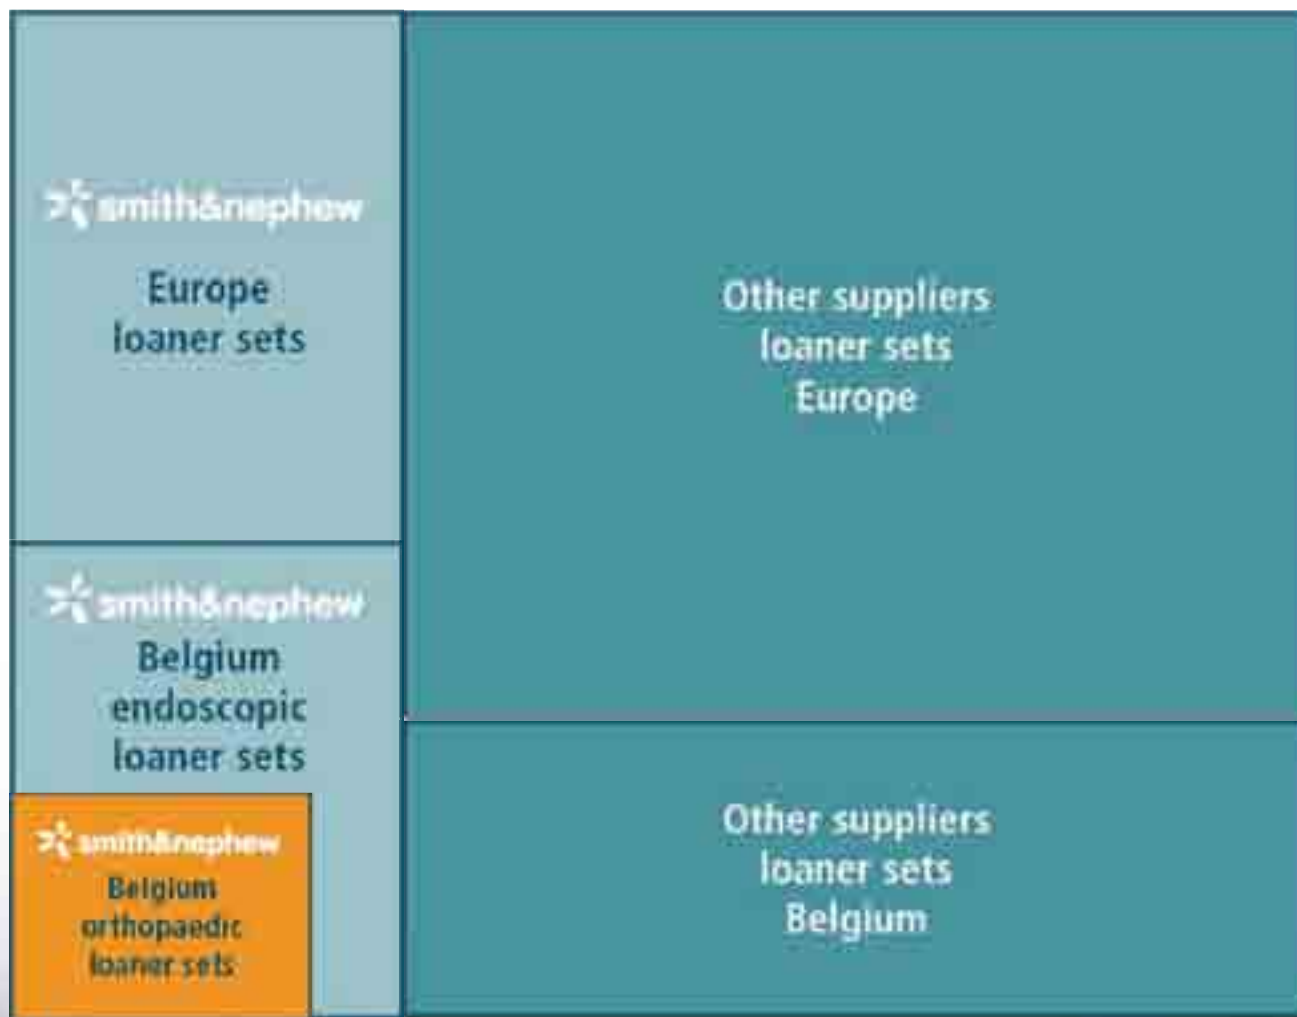 smith&nephew
Europe
loaner sets
smith&nephew
Belgium
endoscopic
loaner sets
smith&nephew
Belgium
orthopaedic
loaner sets
Other suppliers
loaner sets
Europe
Other suppliers
loaner sets
Belgium